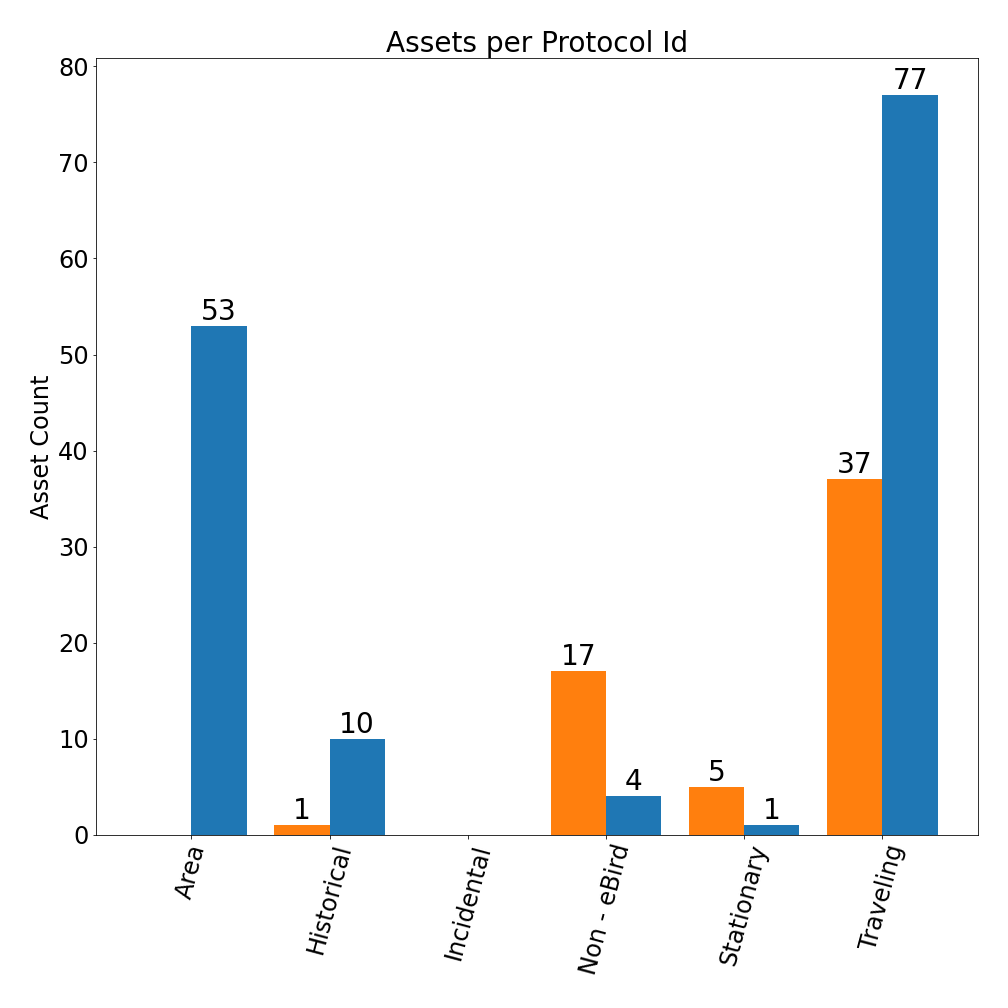 Assets per Protocol Id
80
70
60
50
40
30
20
10
0
Asset Count
53
1
10
17
4
5
1
37
77
Area
Historical
Incidental
Non - eBird
Stationary
Traveling